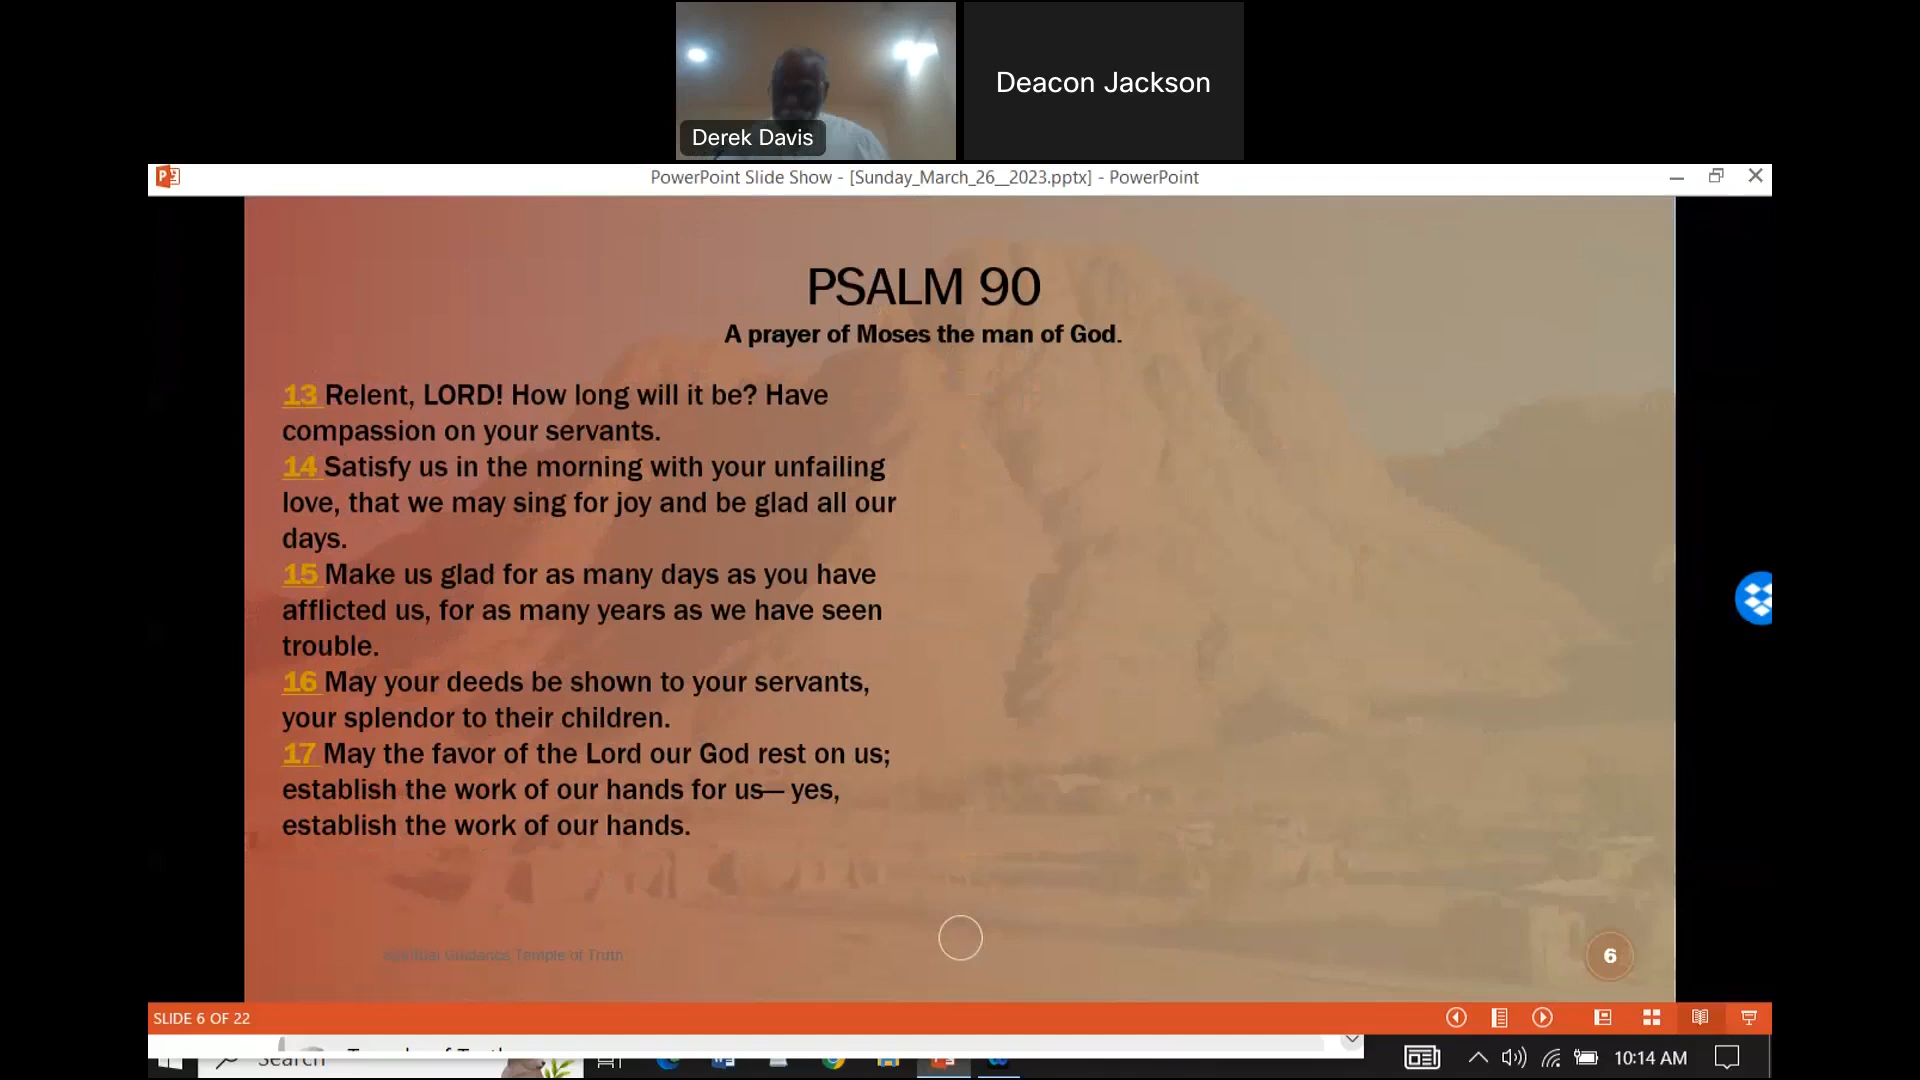 Derek Davis
Deacon Jackson
PowerPoint Slide Show - [Sunday_March_26__2023.pptx] - PowerPoint
PSALM 90
A prayer of Moses the man of God.
13 Relent, LORD! How long will it be? Have
compassion on your servants.
14 Satisfy us in the morning with your unfailing
love, that we may sing for joy and be glad all our
days.
15 Make us glad for as many days as you have
afflicted us, for as many years as we have seen
trouble.
16 May your deeds be shown to your servants,
your splendor to their children.
17 May the favor of the Lord our God rest on us;
establish the work of our hands for us— yes,
establish the work of our hands.
Spiritual Guidance Temple of Truth
6
SLIDE 6 OF 22
Search
10:14 AM